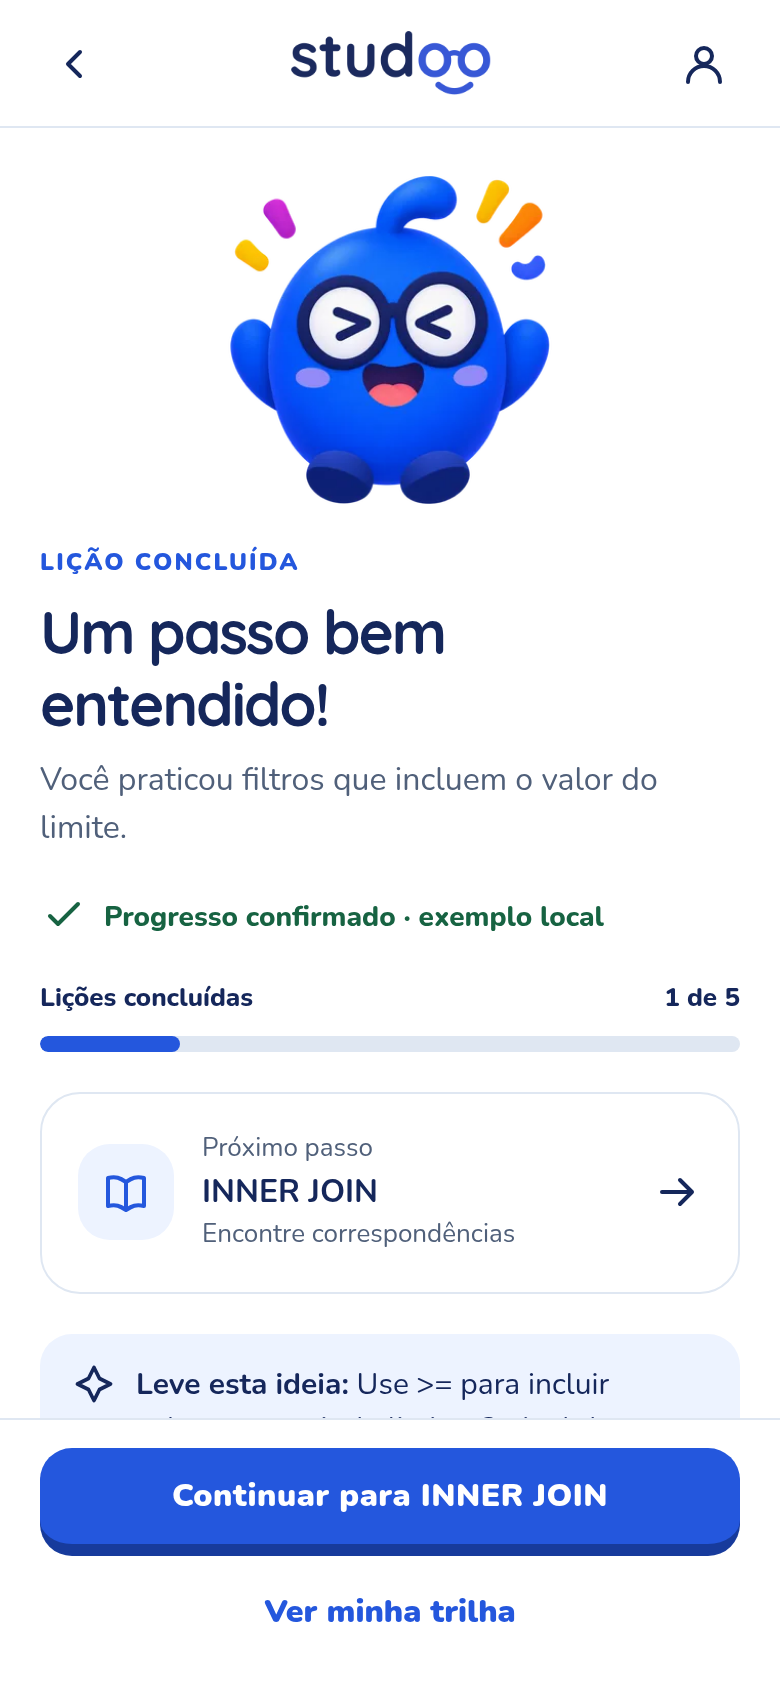 studoo
LIÇÃO CONCLUÍDA
Um passo bem
entendido!
Você praticou filtros que incluem o valor do
limite.
Progresso confirmado · exemplo local
Lições concluídas 1 de 5
Próximo passo
INNER JOIN
Encontre correspondências
Leve esta ideia: Use >= para incluir
Continuar para INNER JOIN
Ver minha trilha